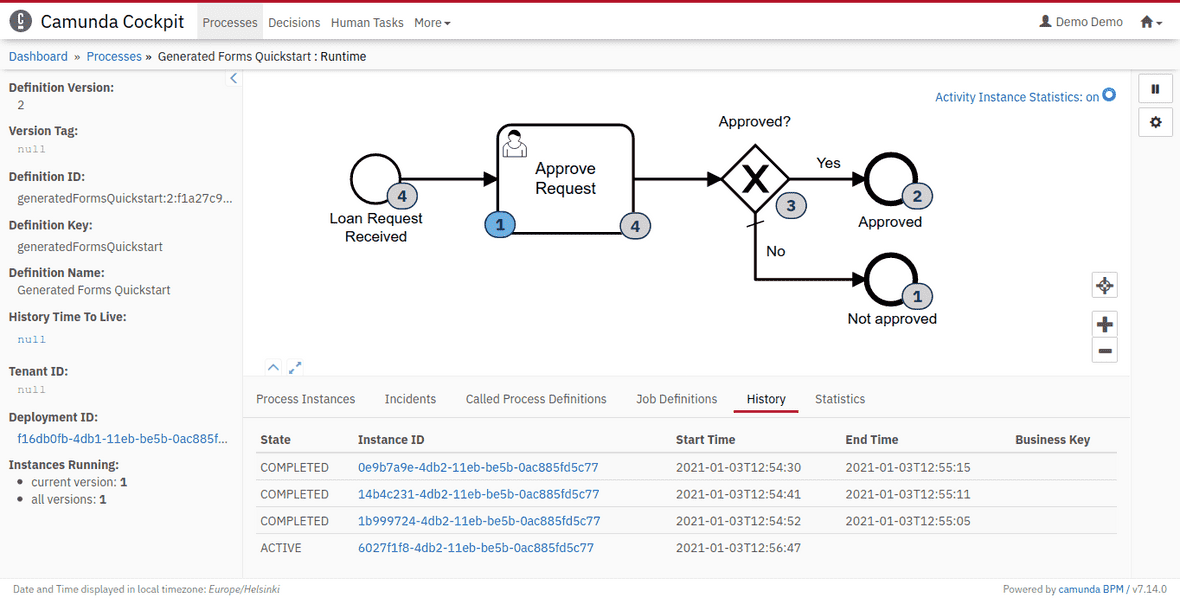 Camunda Cockpit Processes Decisions Human Tasks More Demo Demo
Dashboard » Processes » Generated Forms Quickstart : Runtime
Definition Version:
2
Version Tag:
null
Definition ID:
generatedFormsQuickstart:2:f1a27c9...
Definition Key:
generatedFormsQuickstart
Definition Name:
Generated Forms Quickstart
History Time To Live:
null
Tenant ID:
null
Deployment ID:
f16db0fb-4db1-11eb-be5b-0ac885f...
Instances Running:
current version: 1
all versions: 1
Activity Instance Statistics: on
Loan Request
Received
4
Approve
Request
1
4
Approved?
X
3
Yes
2
Approved
No
1
Not approved
Process Instances Incidents Called Process Definitions Job Definitions History Statistics
State Instance ID Start Time End Time Business Key
COMPLETED 0e9b7a9e-4db2-11eb-be5b-0ac885fd5c77 2021-01-03T12:54:30 2021-01-03T12:55:15
COMPLETED 14b4c231-4db2-11eb-be5b-0ac885fd5c77 2021-01-03T12:54:41 2021-01-03T12:55:11
COMPLETED 1b999724-4db2-11eb-be5b-0ac885fd5c77 2021-01-03T12:54:52 2021-01-03T12:55:05
ACTIVE 6027f1f8-4db2-11eb-be5b-0ac885fd5c77 2021-01-03T12:56:47
Date and Time displayed in local timezone: Europe/Helsinki Powered by camunda BPM / v7.14.0